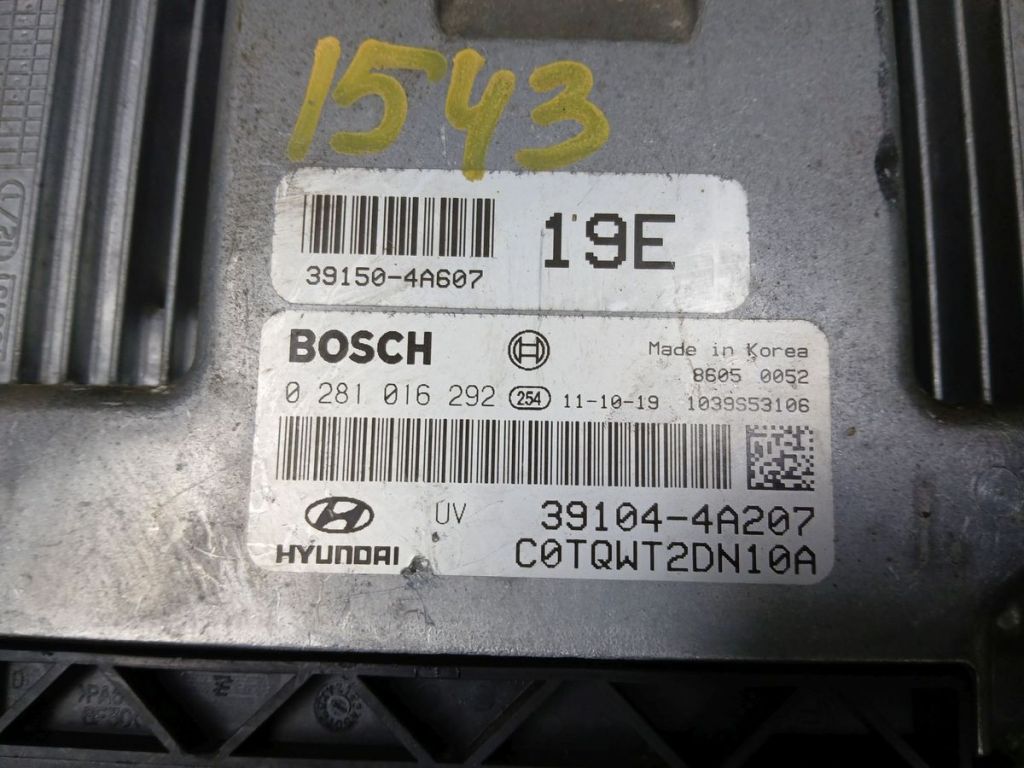 1543
39150-4A607
19E
BOSCH
Made in Korea
8605 0052
0 281 016 292 254 11-10-19 1039S53106
HYUNDAI
UV
39104-4A207
C0TQWT2DN10A